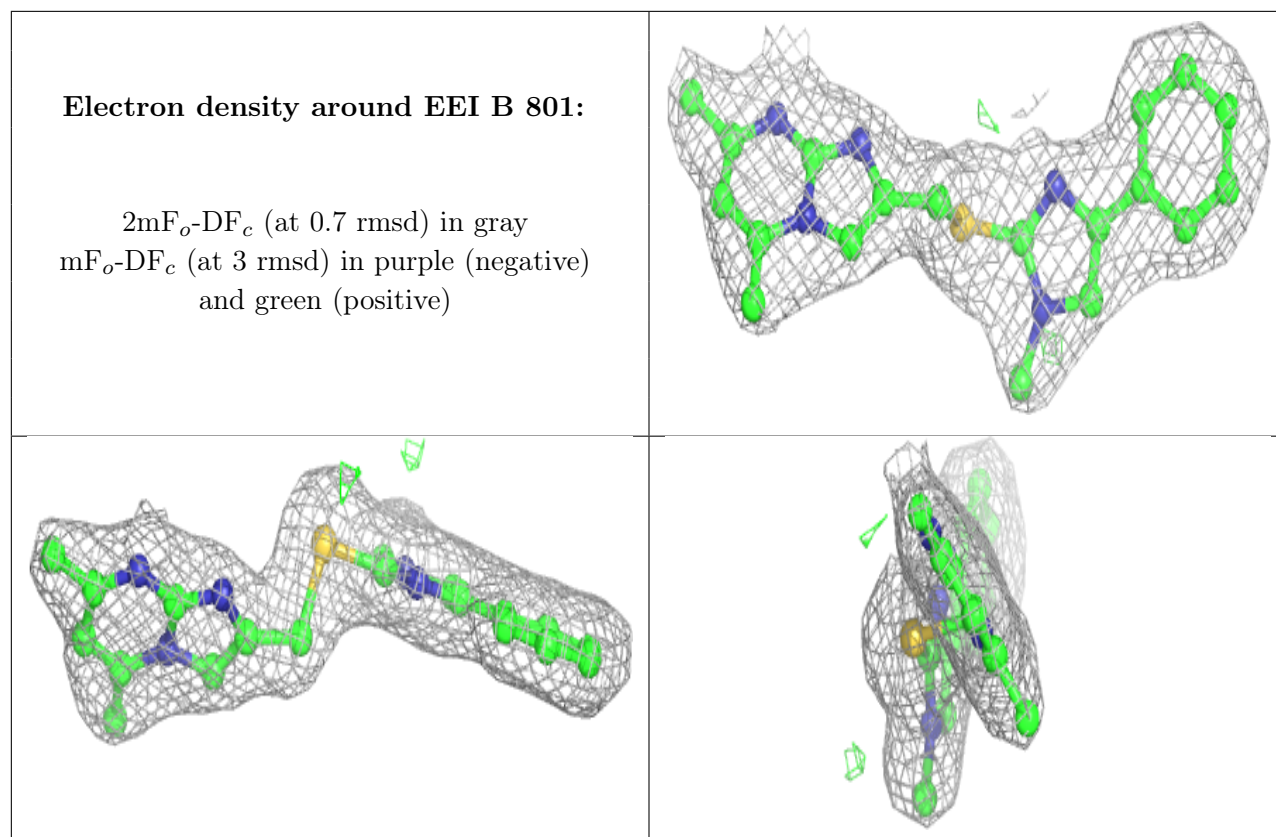 Electron density around EEI B 801:
2mFo-DFc (at 0.7 rmsd) in gray
mFo-DFc (at 3 rmsd) in purple (negative)
and green (positive)